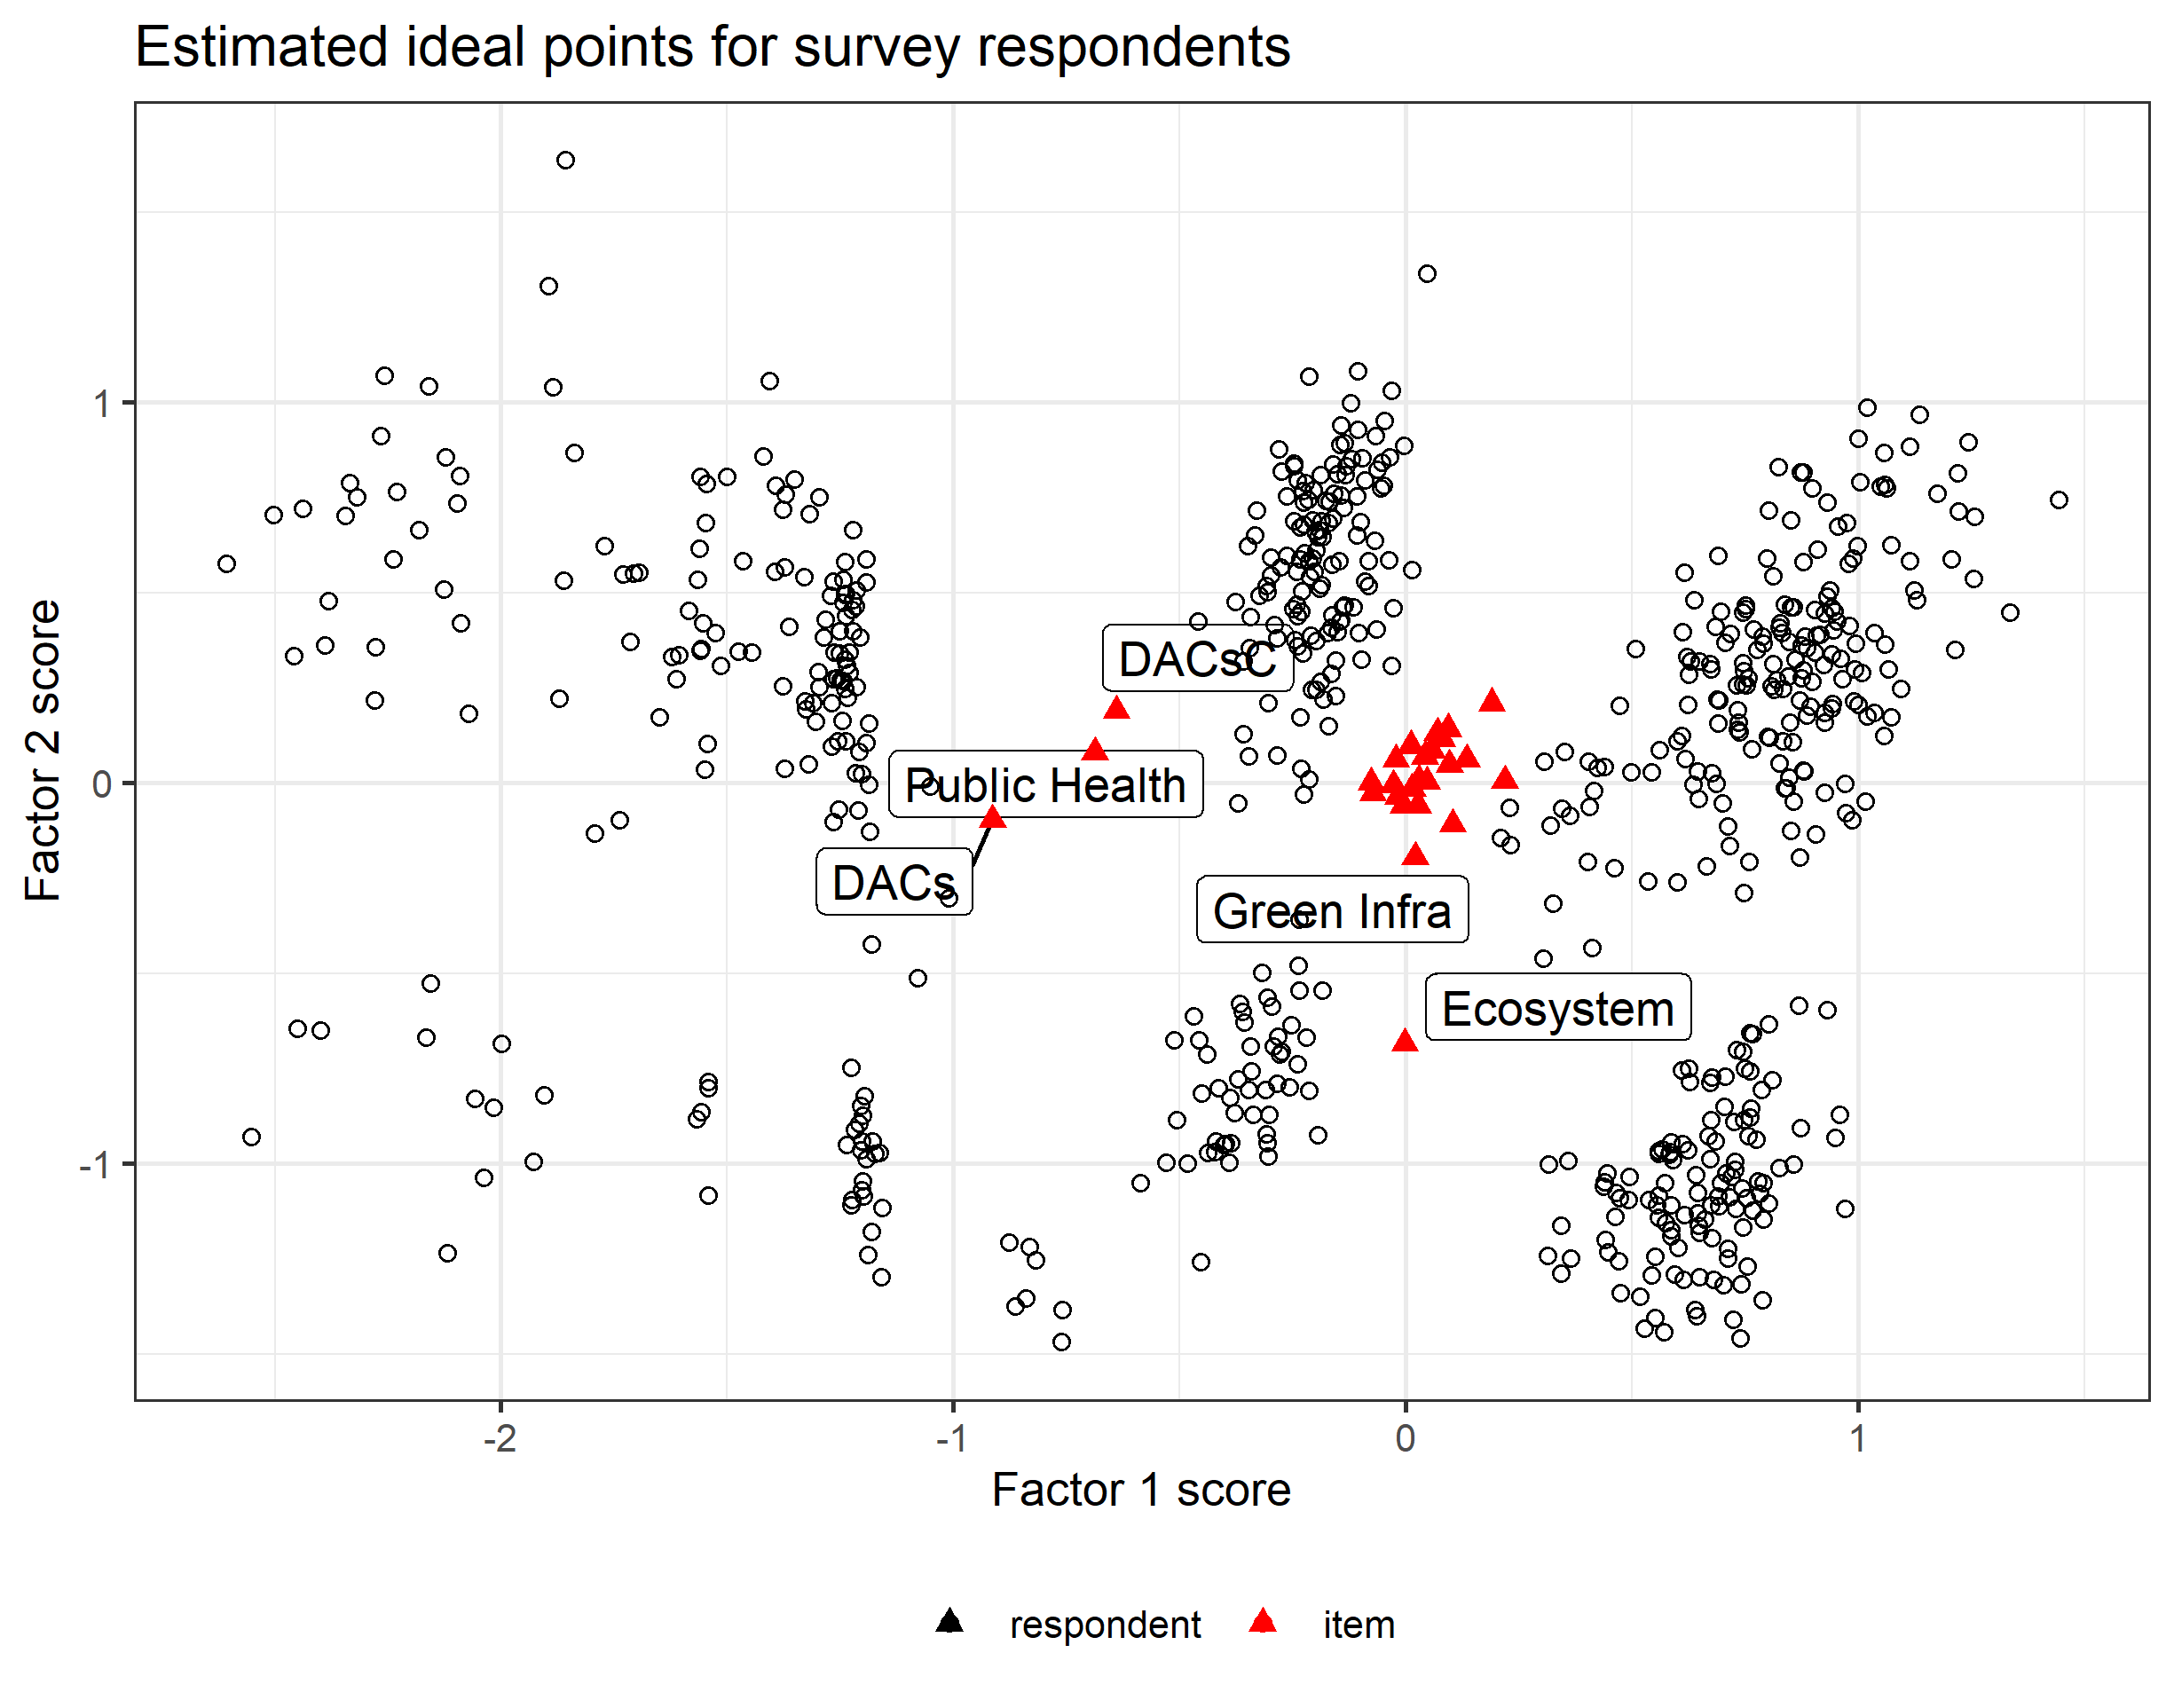 Estimated ideal points for survey respondents
Factor 2 score
1
0
-1
DACsC
Public Health
DACs
Green Infra
Ecosystem
-2
-1
0
1
Factor 1 score
respondent
item